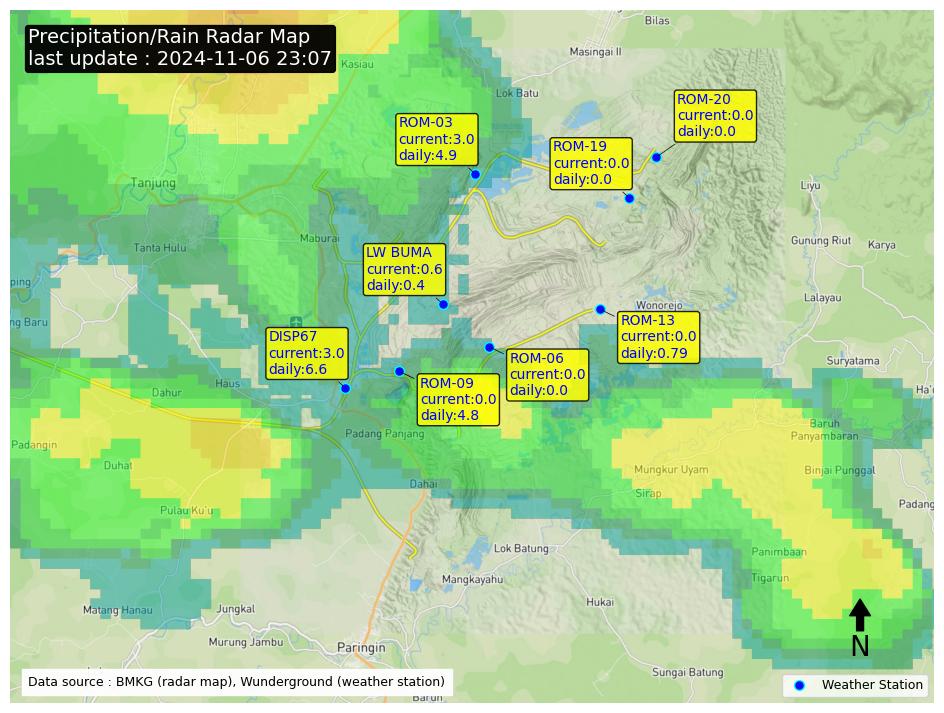 Precipitation/Rain Radar Map
last update : 2024-11-06 23:07
Bilas
Masingai II
Kasiau
Lok Batu
ROM-20
current:0.0
daily:0.0
ROM-03
current:3.0
daily:4.9
ROM-19
current:0.0
daily:0.0
Tanjung
Liyu
Maburai
Tanta Hulu
Gunung Riut
Karya
LW BUMA
current:0.6
daily:0.4
ping
Lalayau
Wonorejo
ng Baru
ROM-13
current:0.0
daily:0.79
DISP67
current:3.0
daily:6.6
ROM-06
current:0.0
daily:0.0
Suryatama
Haus
Dahur
ROM-09
current:0.0
daily:4.8
Ha'
Baruh
Panyambaran
Padang Panjang
Padangin
Duhat
Mungkur Uyam
Binjai Punggal
Dahai
Sirap
Padang
Pulau Ku'u
Lok Batung
Panimbaan
Mangkayahu
Tigarun
Hukai
Matang Hanau
Jungkal
Murung Jambu
Paringin
N
Sungai Batung
Data source : BMKG (radar map), Wunderground (weather station)
Weather Station
Barun